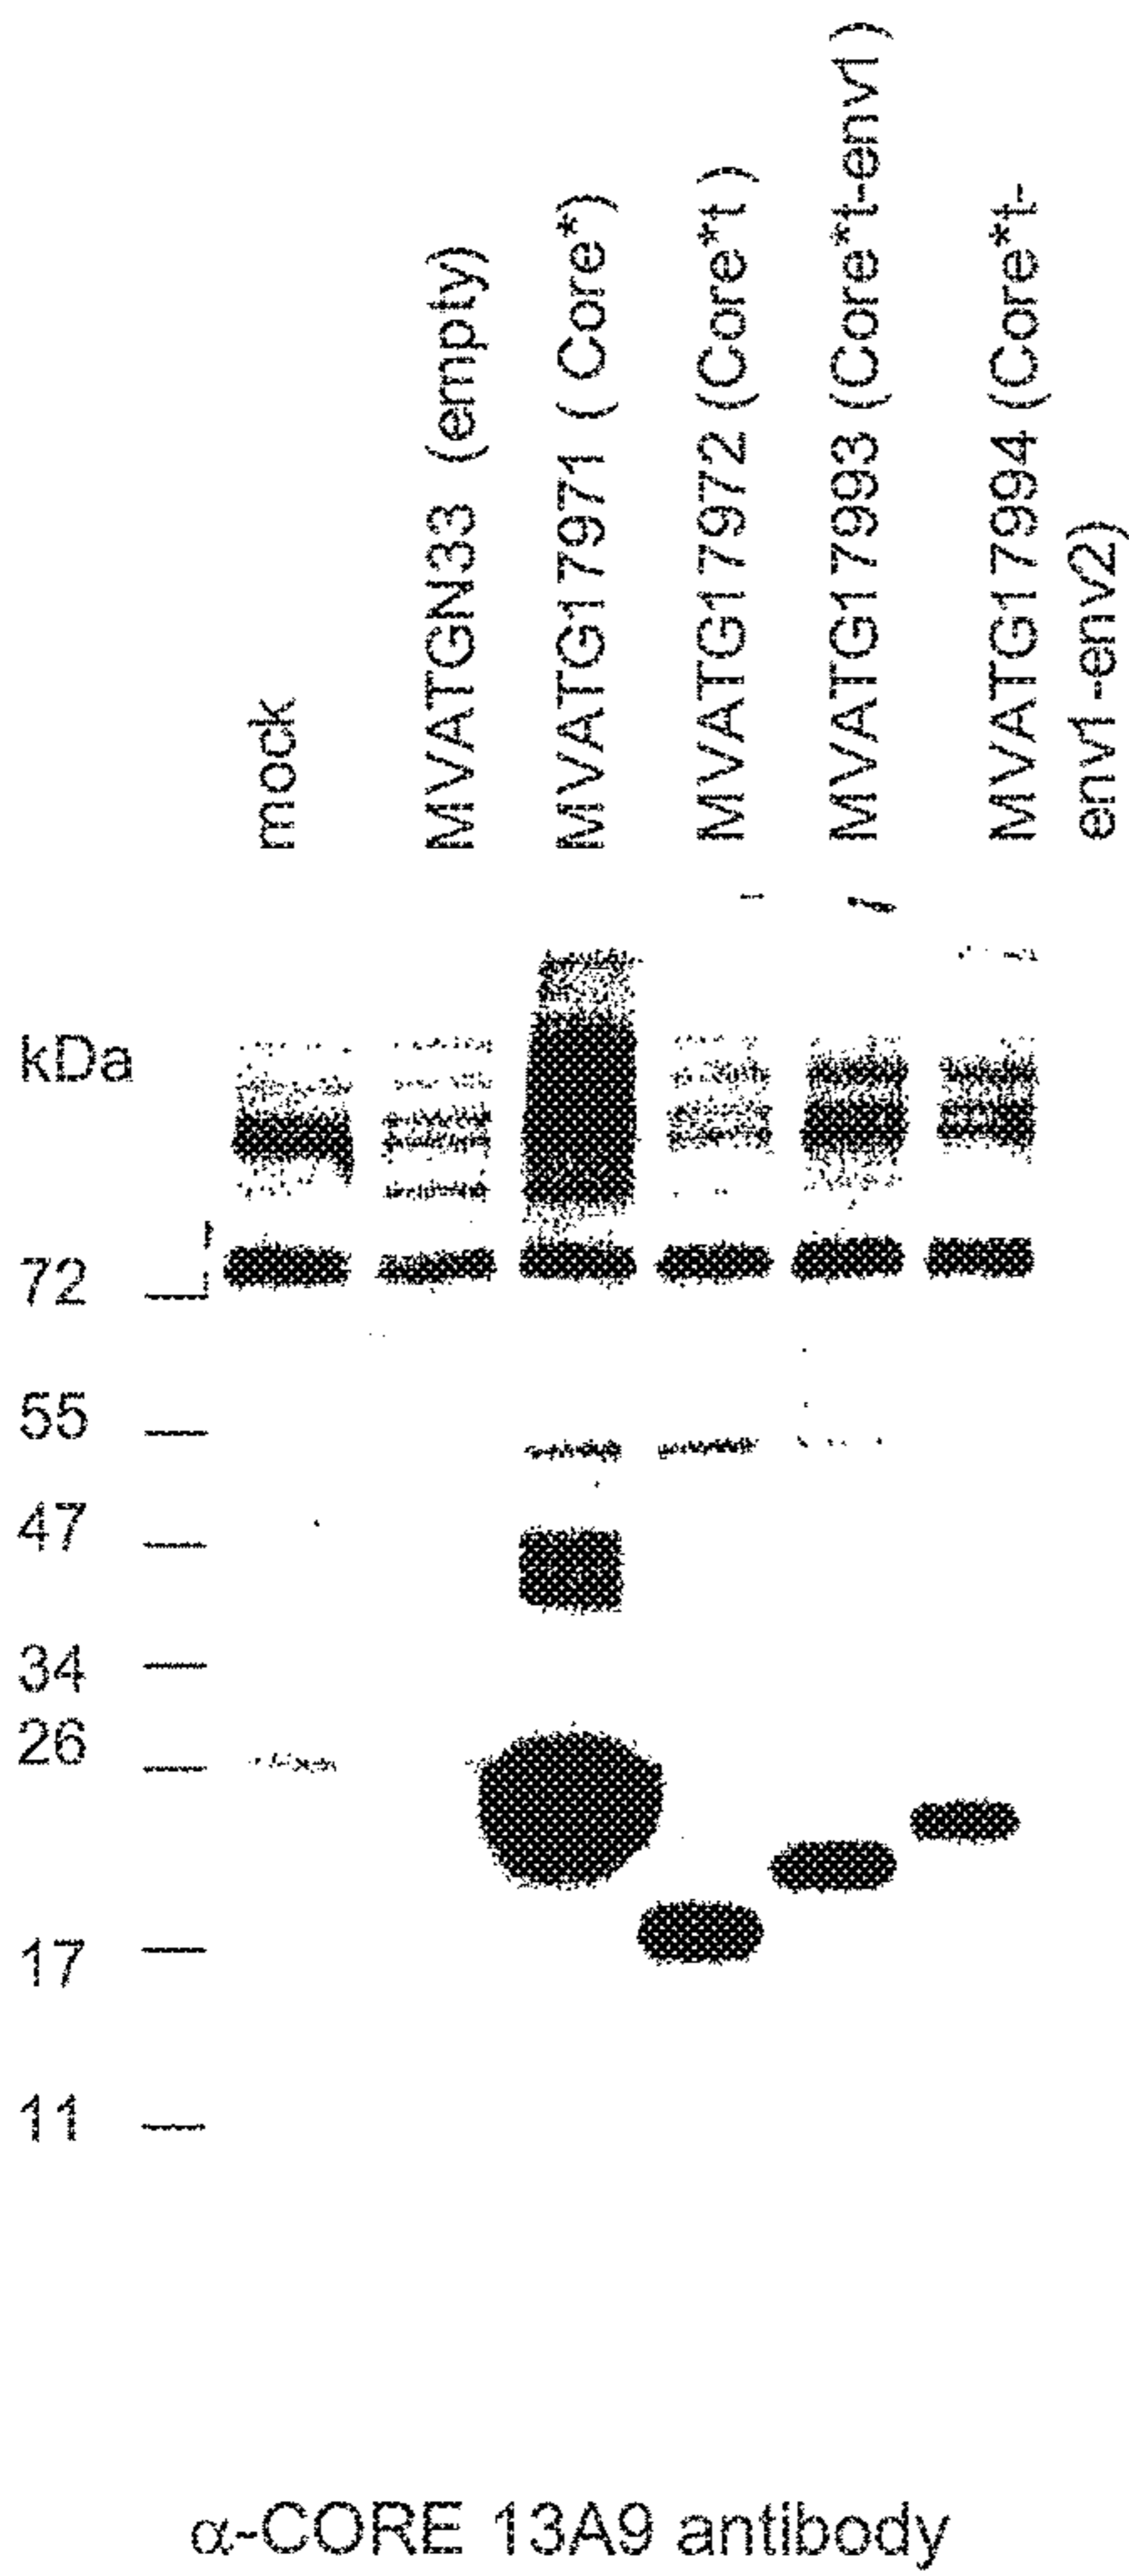 mock
MVATGN33 (empty)
MVATG17971 ( Core*)
MVATG17972 (Core*t )
MVATG17993 (Core*t-env1 )
MVATG17994 (Core*t-
env1-env2)
kDa
72
55
47
34
26
17
11
α-CORE 13A9 antibody